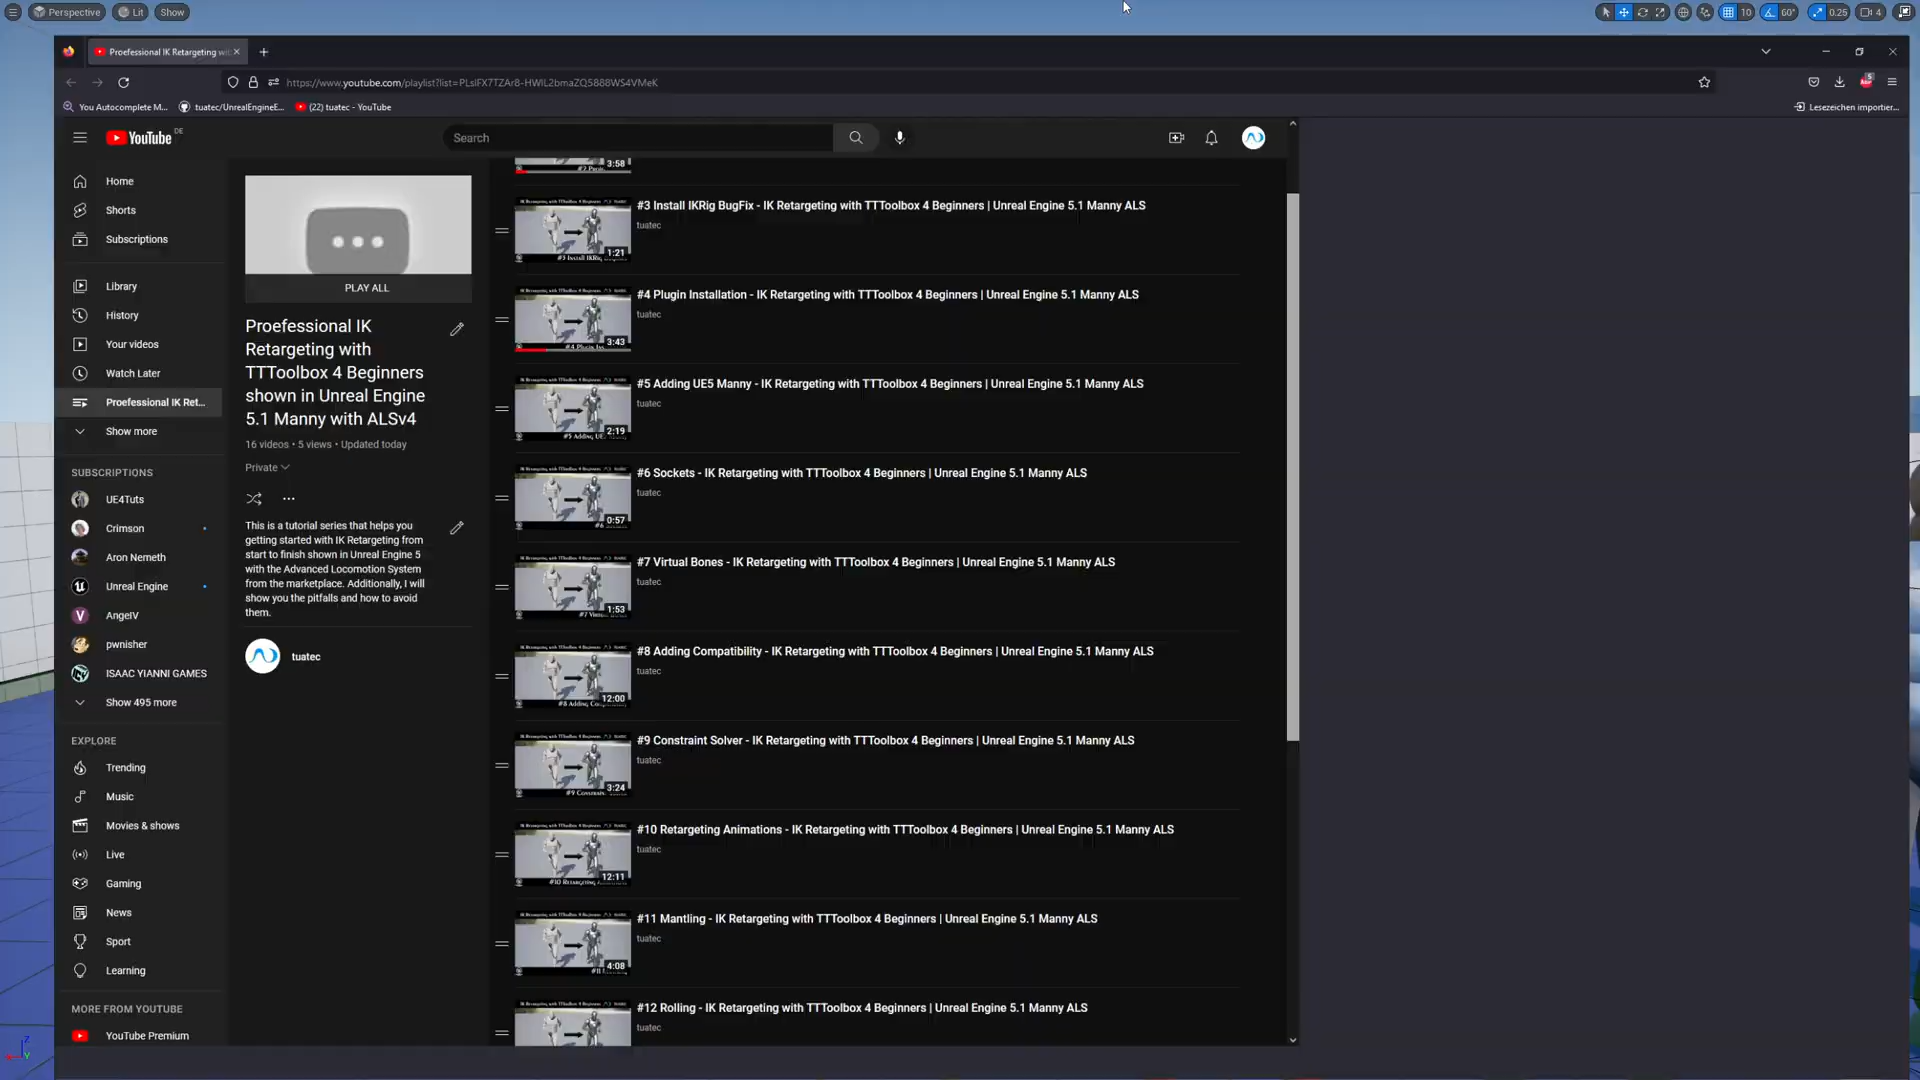 Perspective
Lit
Show
10
60°
0.25
4
Proefessional IK Retargeting wit
https://www.youtube.com/playlist?list=PLsIFX7TZAr8-HWlL2bmaZQ5888WS4VMeK
You Autocomplete M...
tuatec/UnrealEngineE...
(22) tuatec - YouTube
Lesezeichen importier...
YouTube DE
Search
Home
Shorts
Subscriptions
Library
History
Your videos
Watch Later
Proefessional IK Ret...
Show more
SUBSCRIPTIONS
UE4Tuts
Crimson
Aron Nemeth
Unreal Engine
AngelV
pwnisher
ISAAC YIANNI GAMES
Show 495 more
EXPLORE
Trending
Music
Movies & shows
Live
Gaming
News
Sport
Learning
MORE FROM YOUTUBE
YouTube Premium
PLAY ALL
Proefessional IK
Retargeting with
TTToolbox 4 Beginners
shown in Unreal Engine
5.1 Manny with ALSv4
16 videos • 5 views • Updated today
Private
This is a tutorial series that helps you
getting started with IK Retargeting from
start to finish shown in Unreal Engine 5
with the Advanced Locomotion System
from the marketplace. Additionally, I will
show you the pitfalls and how to avoid
them.
tuatec
3:58
#3 Install IKRig BugFix - IK Retargeting with TTToolbox 4 Beginners | Unreal Engine 5.1 Manny ALS
tuatec
1:21
#4 Plugin Installation - IK Retargeting with TTToolbox 4 Beginners | Unreal Engine 5.1 Manny ALS
tuatec
3:43
#5 Adding UE5 Manny - IK Retargeting with TTToolbox 4 Beginners | Unreal Engine 5.1 Manny ALS
tuatec
2:19
#6 Sockets - IK Retargeting with TTToolbox 4 Beginners | Unreal Engine 5.1 Manny ALS
tuatec
0:57
#7 Virtual Bones - IK Retargeting with TTToolbox 4 Beginners | Unreal Engine 5.1 Manny ALS
tuatec
1:53
#8 Adding Compatibility - IK Retargeting with TTToolbox 4 Beginners | Unreal Engine 5.1 Manny ALS
tuatec
12:00
#9 Constraint Solver - IK Retargeting with TTToolbox 4 Beginners | Unreal Engine 5.1 Manny ALS
tuatec
3:24
#10 Retargeting Animations - IK Retargeting with TTToolbox 4 Beginners | Unreal Engine 5.1 Manny ALS
tuatec
12:11
#11 Mantling - IK Retargeting with TTToolbox 4 Beginners | Unreal Engine 5.1 Manny ALS
tuatec
4:08
#12 Rolling - IK Retargeting with TTToolbox 4 Beginners | Unreal Engine 5.1 Manny ALS
tuatec